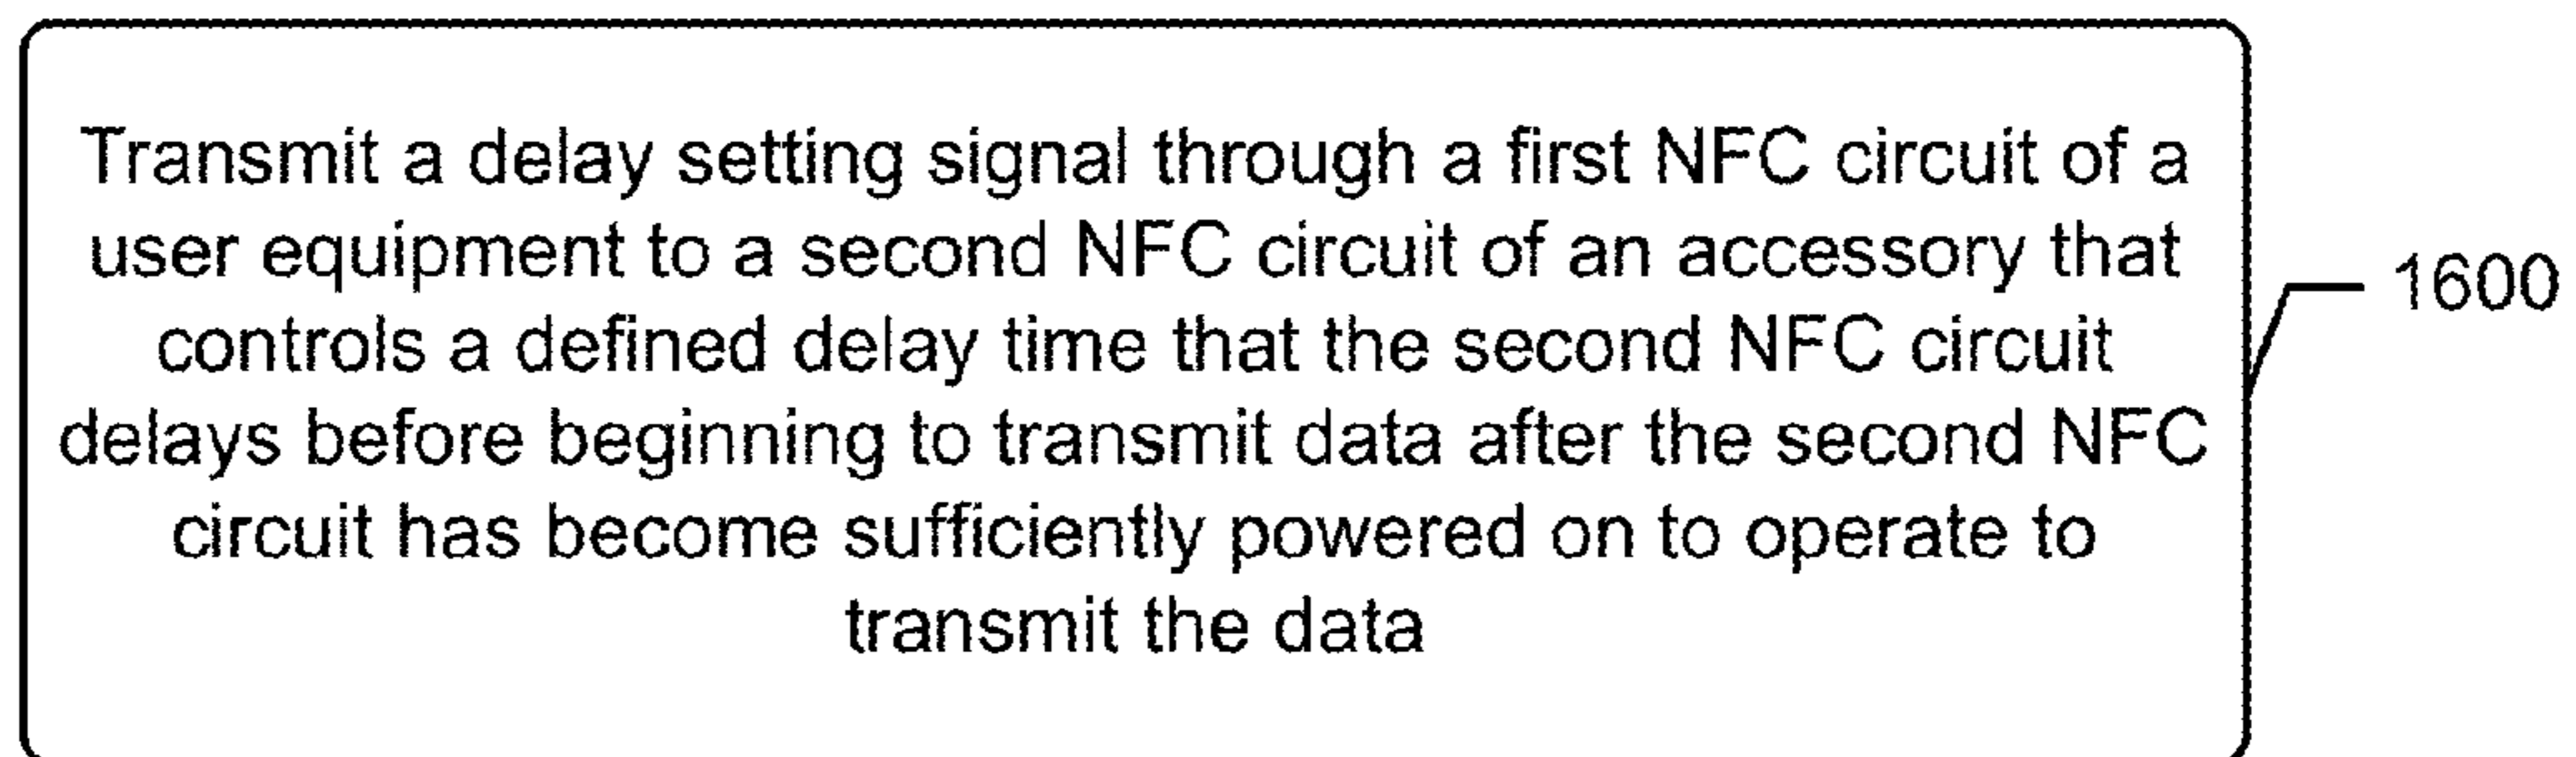 Transmit a delay setting signal through a first NFC circuit of a
user equipment to a second NFC circuit of an accessory that
controls a defined delay time that the second NFC circuit
delays before beginning to transmit data after the second NFC
circuit has become sufficiently powered on to operate to
transmit the data
1600